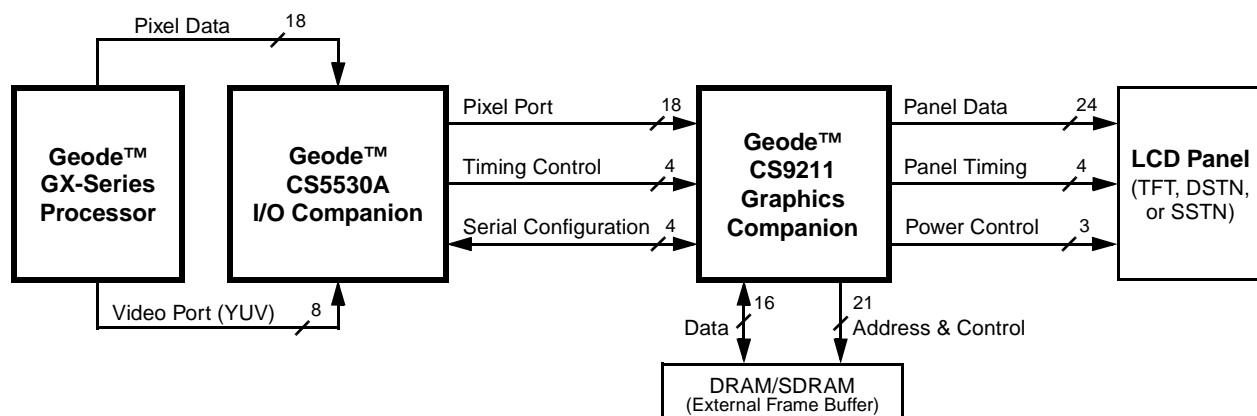 Pixel Data 18
Geode™
GX-Series
Processor
Geode™
CS5530A
I/O Companion
Video Port (YUV) 8
Pixel Port 18
Timing Control 4
Serial Configuration 4
Geode™
CS9211
Graphics
Companion
Panel Data 24
Panel Timing 4
Power Control 3
LCD Panel
(TFT, DSTN,
or SSTN)
16 21
Data Address & Control
DRAM/SDRAM
(External Frame Buffer)